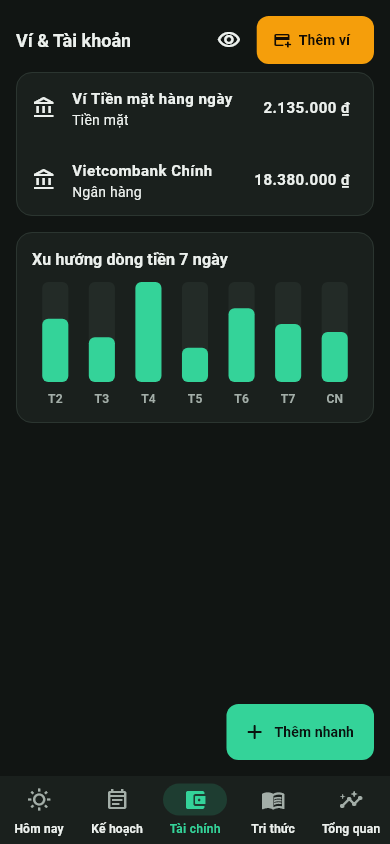 Ví & Tài khoản
Thêm ví
Ví Tiền mặt hàng ngày
2.135.000 ₫
Tiền mặt
Vietcombank Chính
18.380.000 ₫
Ngân hàng
Xu hướng dòng tiền 7 ngày
T2 T3 T4 T5 T6 T7 CN
Thêm nhanh
Hôm nay Kế hoạch Tài chính Tri thức Tổng quan